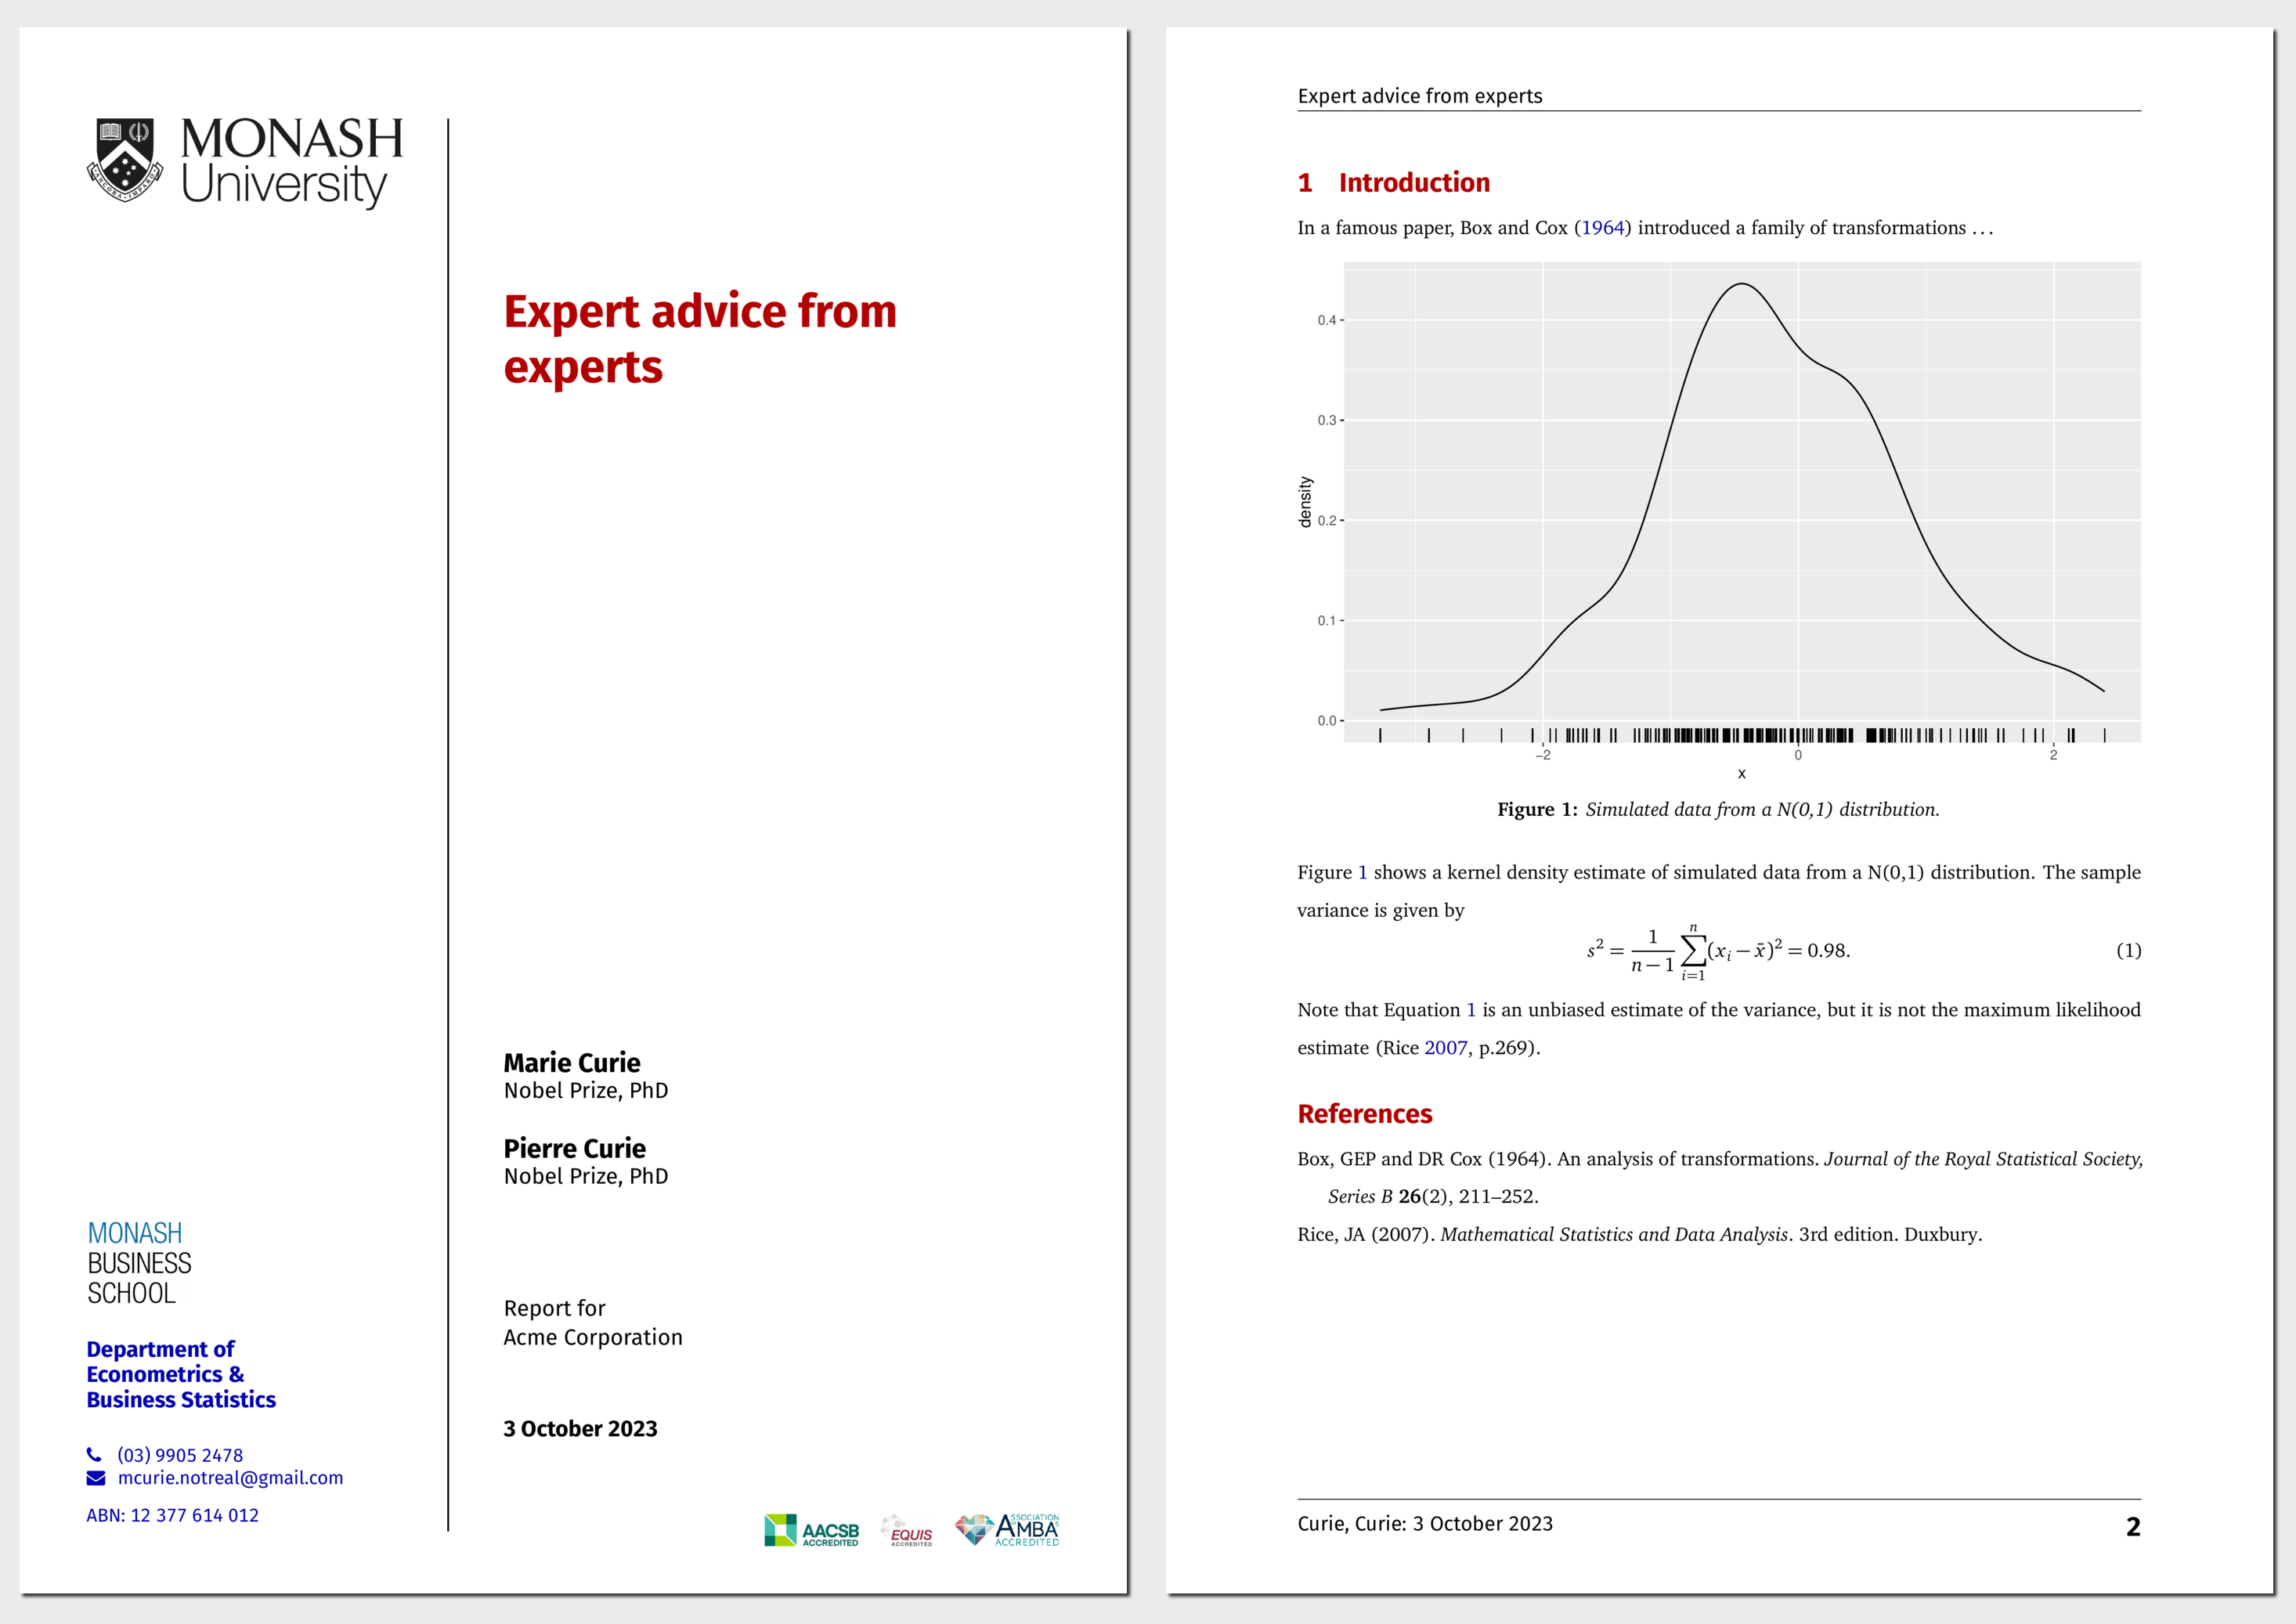 MONASH
University
Expert advice from
experts
Marie Curie
Nobel Prize, PhD
Pierre Curie
Nobel Prize, PhD
Report for
Acme Corporation
3 October 2023
MONASH
BUSINESS
SCHOOL
Department of
Econometrics &
Business Statistics
(03) 9905 2478
mcurie.notreal@gmail.com
ABN: 12 377 614 012
AACSB
ACCREDITED
EQUIS
ACCREDITED
ASSOCIATION
AMBA
ACCREDITED
Expert advice from experts
1 Introduction
In a famous paper, Box and Cox (1964) introduced a family of transformations …
0.4
0.3
0.2
0.1
0.0
density
−2 0 2
x
Figure 1: Simulated data from a N(0,1) distribution.
Figure 1 shows a kernel density estimate of simulated data from a N(0,1) distribution. The sample
variance is given by
s² = 1/(n − 1) ∑_{i=1}^{n} (x_i − x̄)² = 0.98. (1)
Note that Equation 1 is an unbiased estimate of the variance, but it is not the maximum likelihood
estimate (Rice 2007, p.269).
References
Box, GEP and DR Cox (1964). An analysis of transformations. Journal of the Royal Statistical Society,
Series B 26(2), 211–252.
Rice, JA (2007). Mathematical Statistics and Data Analysis. 3rd edition. Duxbury.
Curie, Curie: 3 October 2023 2